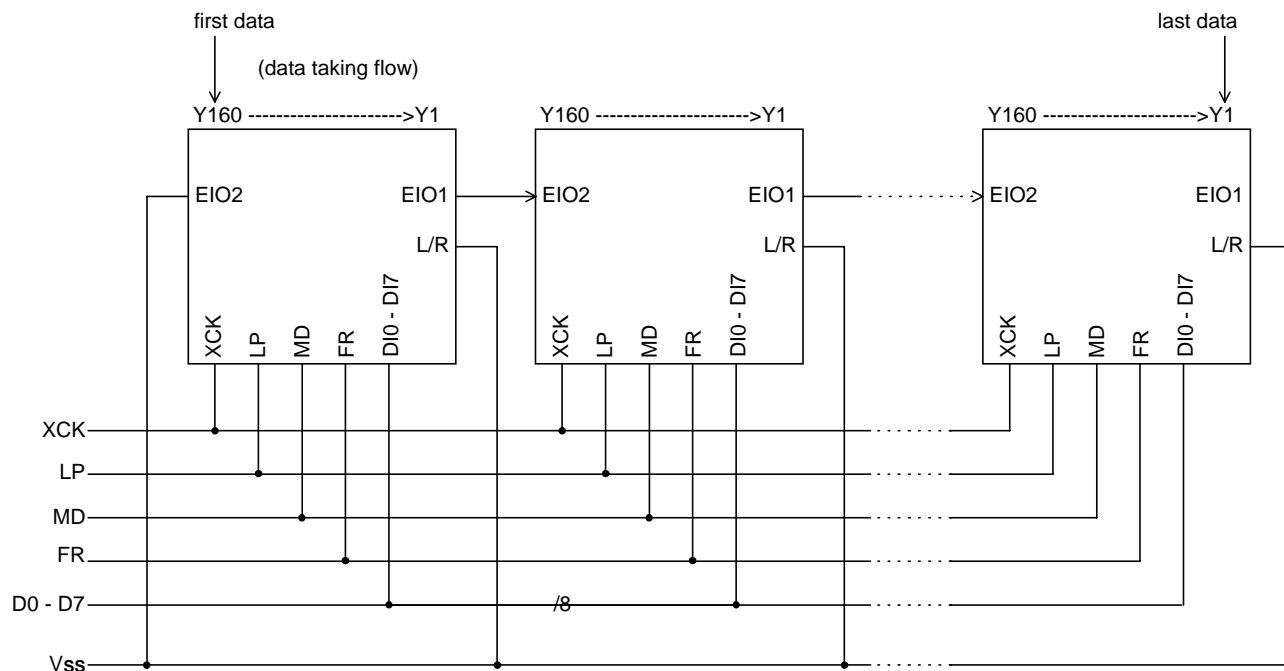 first data
last data
(data taking flow)
Y160 ---------------------->Y1
Y160 ---------------------->Y1
Y160 ---------------------->Y1
EIO2
EIO1
EIO2
EIO1
EIO2
EIO1
L/R
L/R
L/R
XCK
LP
MD
FR
DI0 - DI7
XCK
LP
MD
FR
DI0 - DI7
XCK
LP
MD
FR
DI0 - DI7
XCK
LP
MD
FR
D0 - D7
/8
Vss